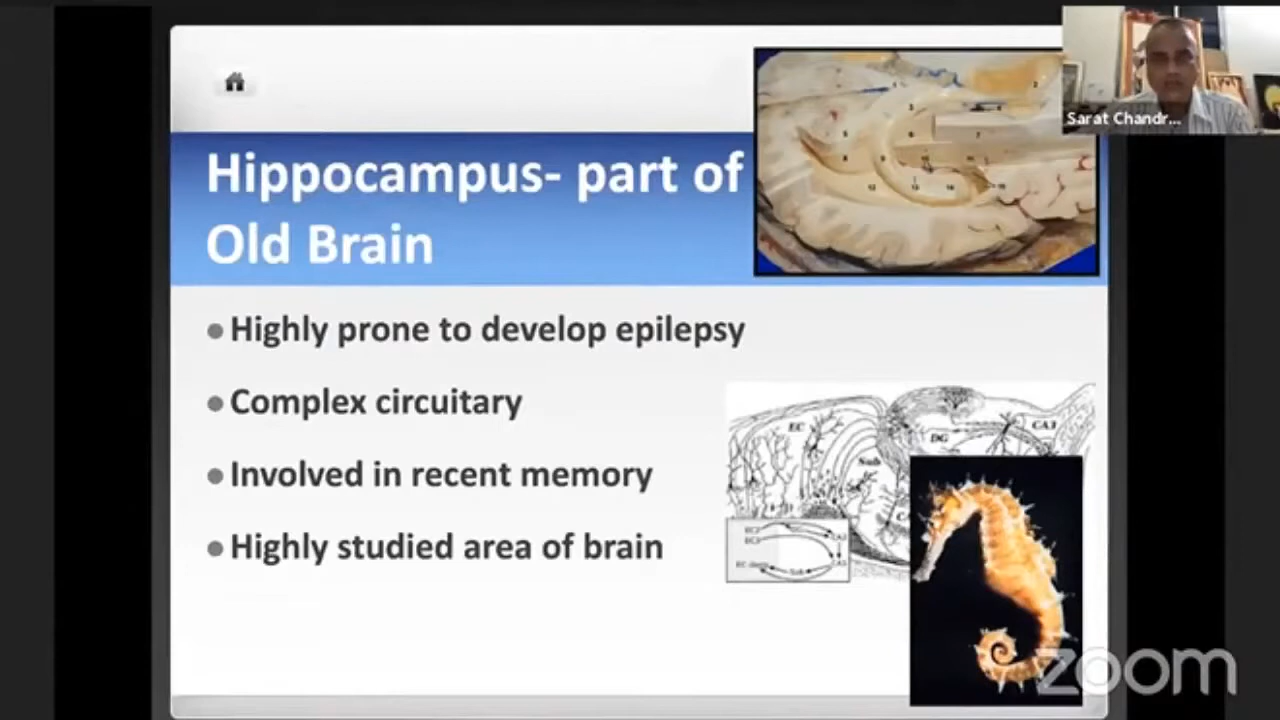 Hippocampus- part of
Old Brain
Sarat Chandr...
Highly prone to develop epilepsy
Complex circuitary
Involved in recent memory
Highly studied area of brain
EC
DG
CA3
Sub
zoom